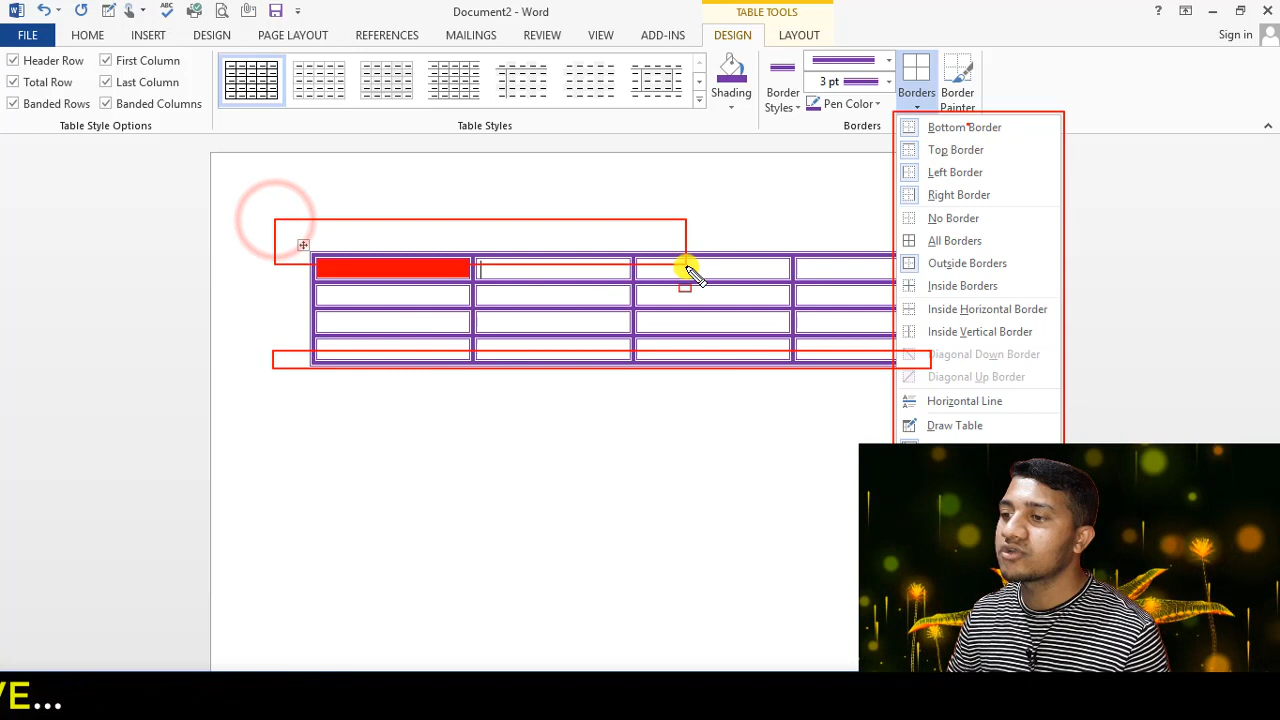 Document2 - Word
TABLE TOOLS
?
FILE
HOME
INSERT
DESIGN
PAGE LAYOUT
REFERENCES
MAILINGS
REVIEW
VIEW
ADD-INS
DESIGN
LAYOUT
Sign in
Header Row
First Column
Total Row
Last Column
Banded Rows
Banded Columns
Table Style Options
Table Styles
Shading
Border Styles
3 pt
Pen Color
Borders
Border Painter
Borders
Bottom Border
Top Border
Left Border
Right Border
No Border
All Borders
Outside Borders
Inside Borders
Inside Horizontal Border
Inside Vertical Border
Diagonal Down Border
Diagonal Up Border
Horizontal Line
Draw Table
VE...